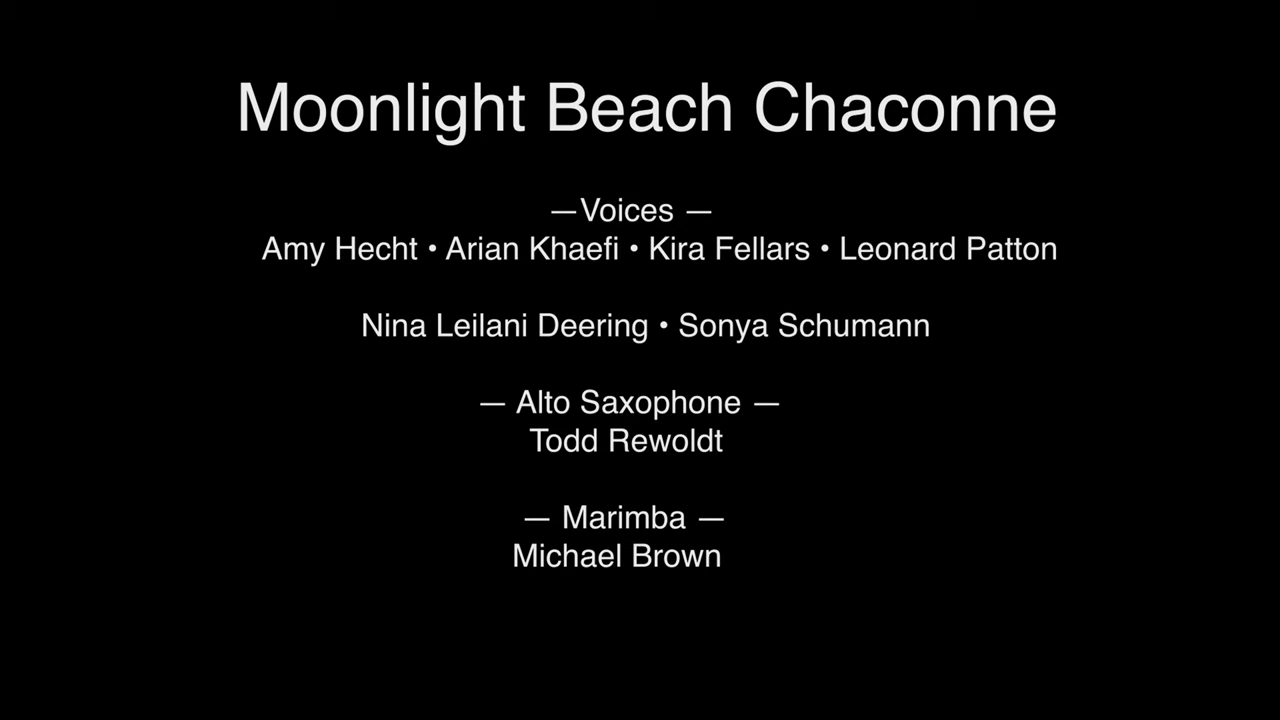 Moonlight Beach Chaconne
—Voices —
Amy Hecht • Arian Khaefi • Kira Fellars • Leonard Patton
Nina Leilani Deering • Sonya Schumann
— Alto Saxophone —
Todd Rewoldt
— Marimba —
Michael Brown